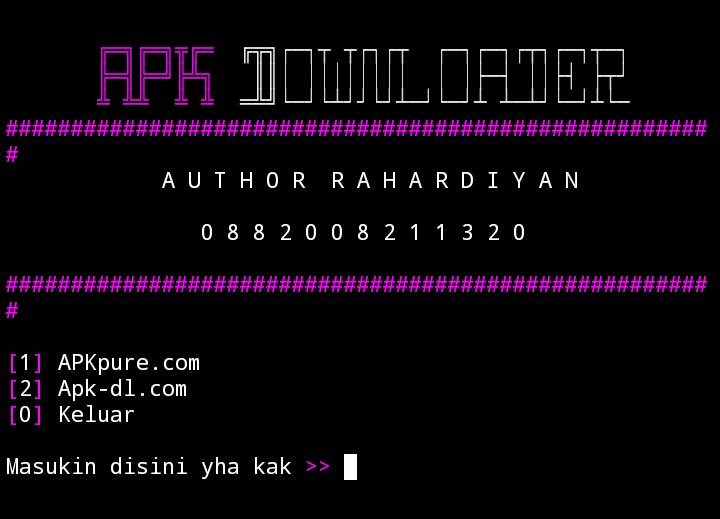 APK DOWNLOADER
######################################################
#
A U T H O R R A H A R D I Y A N
0 8 8 2 0 0 8 2 1 1 3 2 0
######################################################
#
[1] APKpure.com
[2] Apk-dl.com
[0] Keluar
Masukin disini yha kak >>